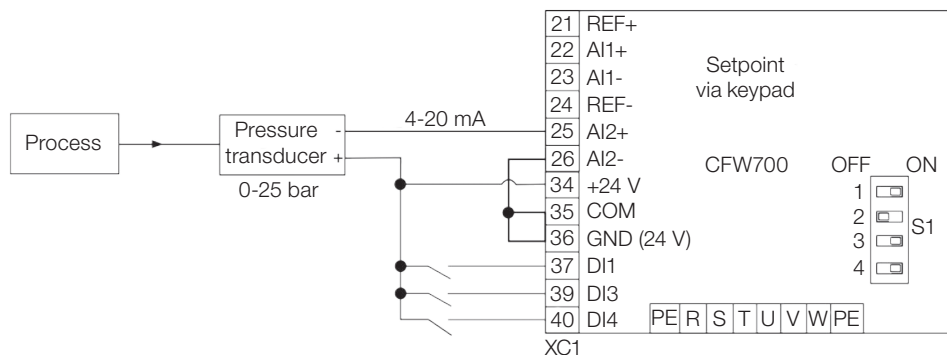 21 REF+
22 AI1+
23 AI1-
24 REF-
25 AI2+
26 AI2-
34 +24 V
35 COM
36 GND (24 V)
37 DI1
39 DI3
40 DI4
XC1
Process
Pressure -
transducer +
0-25 bar
4-20 mA
Setpoint
via keypad
CFW700
OFF ON
1
2
3
4
S1
PE R S T U V W PE